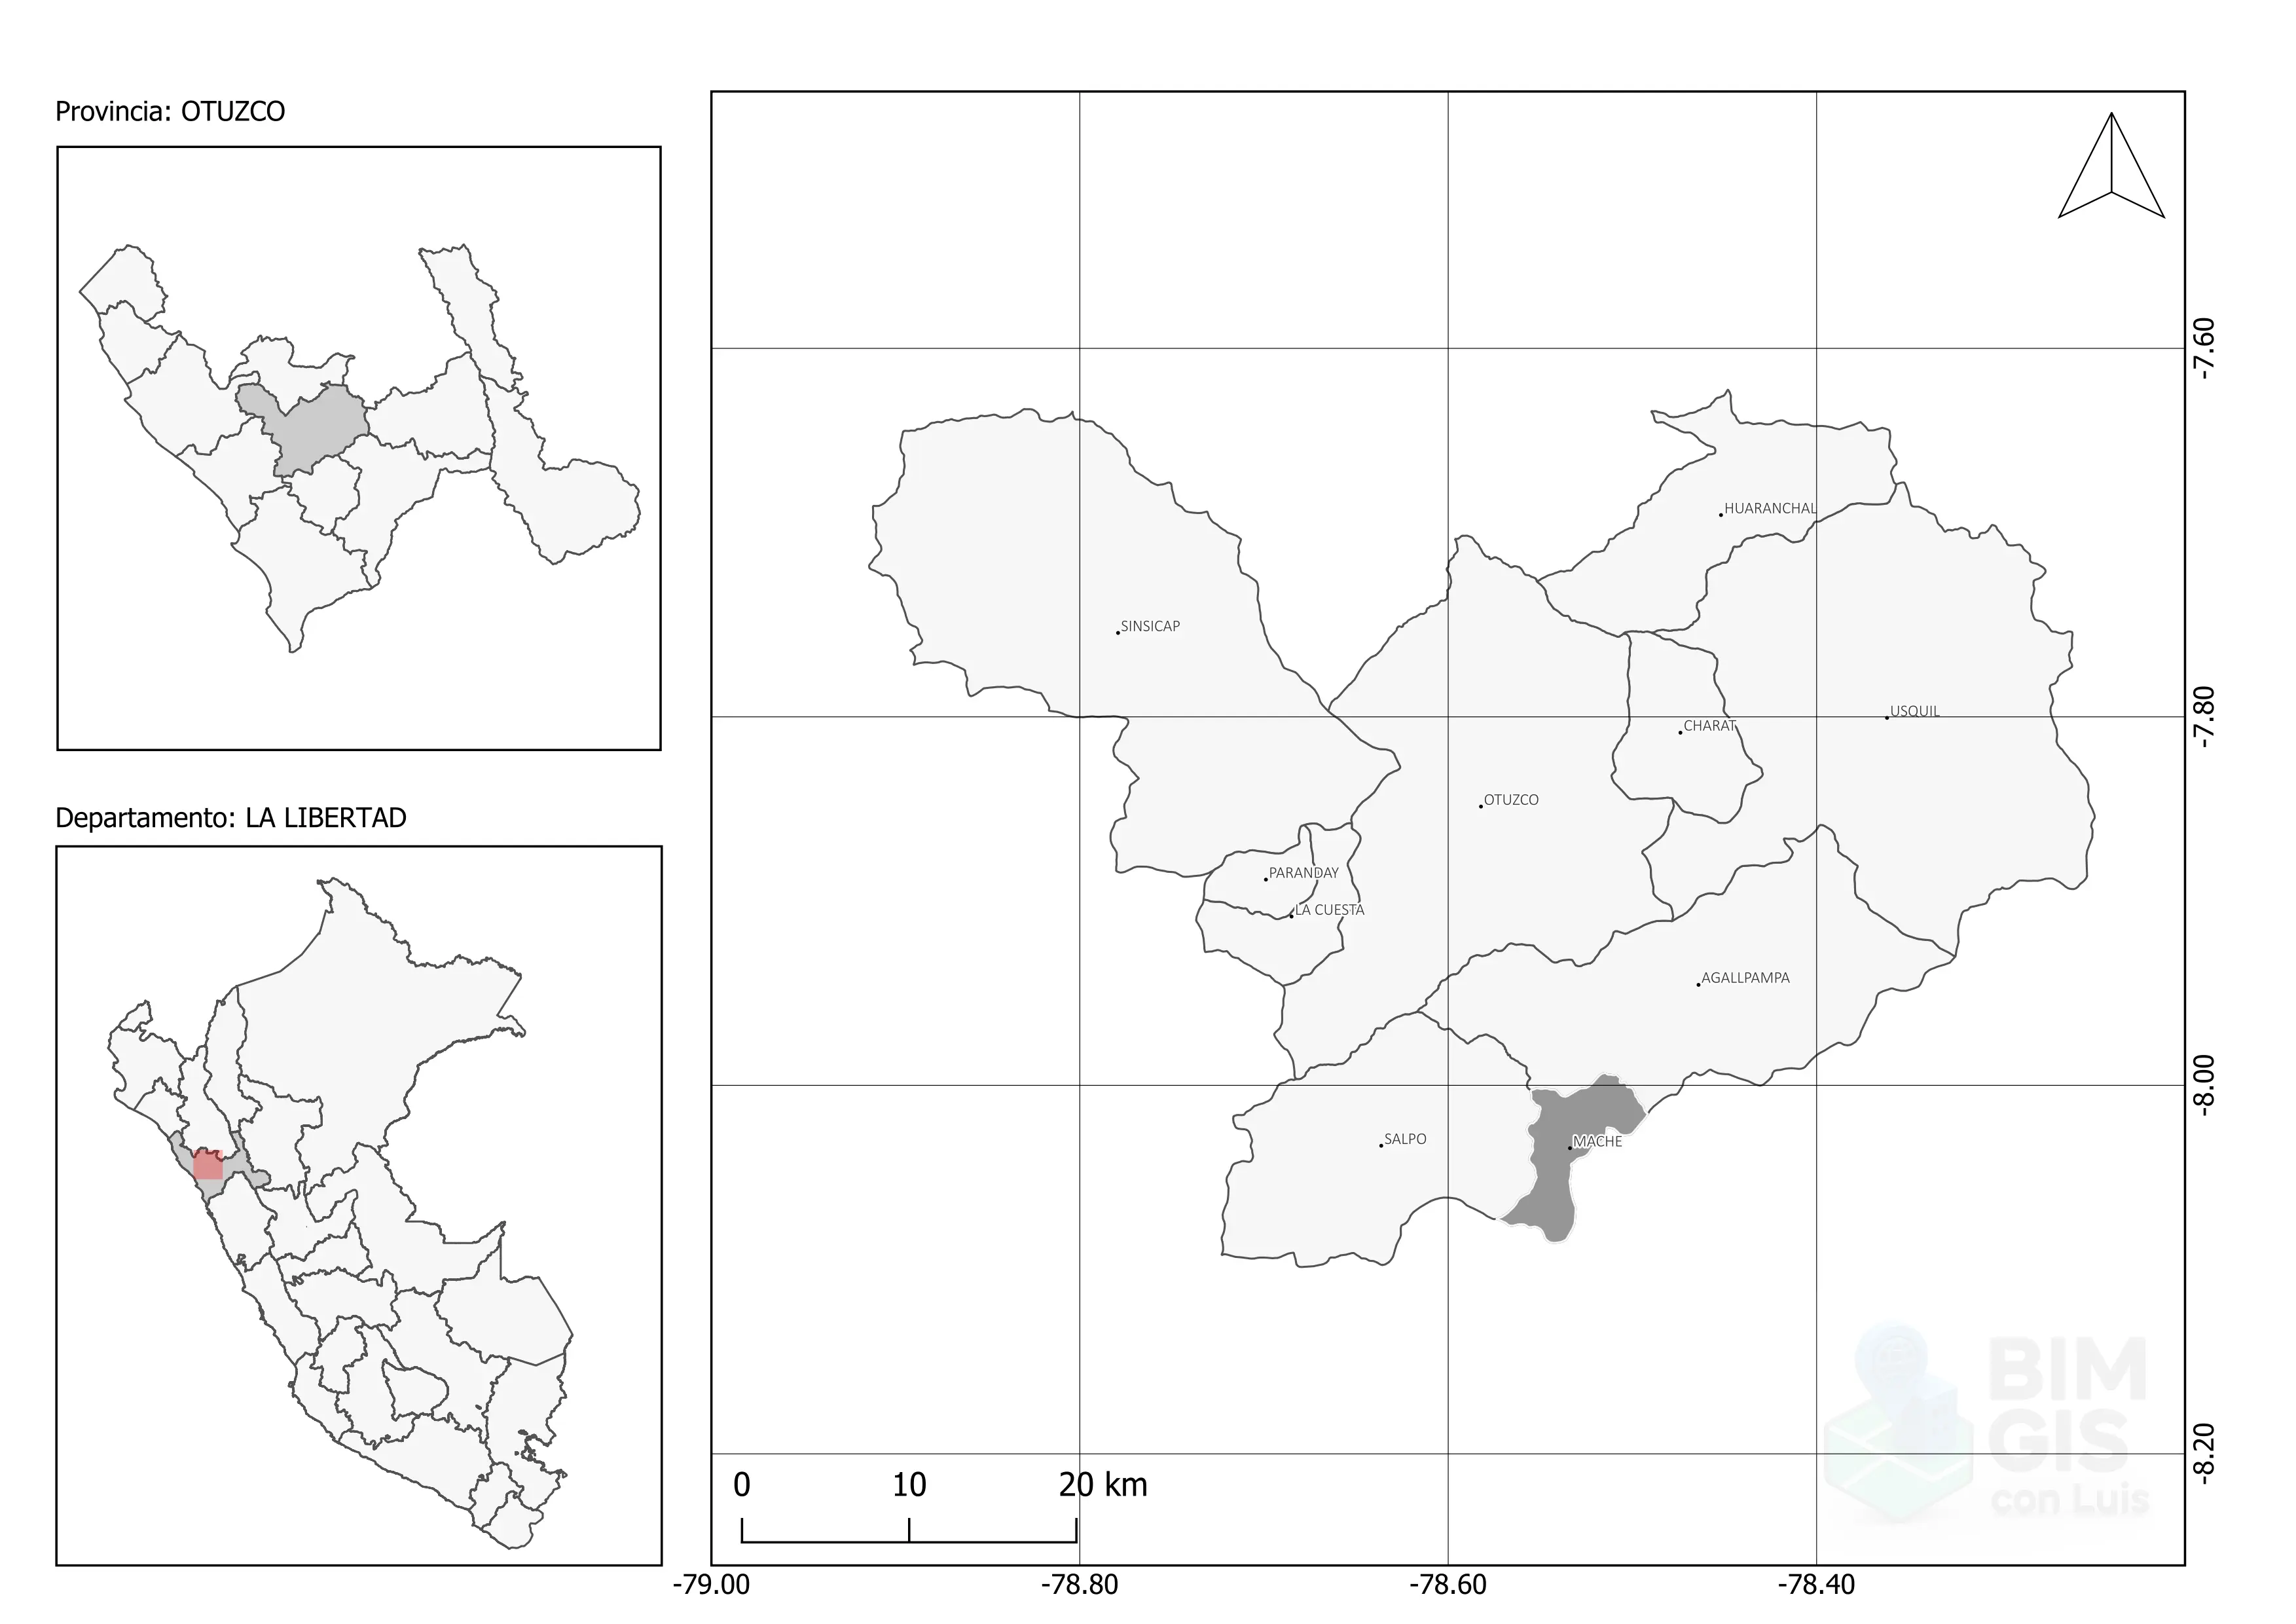 Provincia: OTUZCO
Departamento: LA LIBERTAD
HUARANCHAL
SINSICAP
USQUIL
CHARAT
OTUZCO
PARANDAY
LA CUESTA
AGALLPAMPA
SALPO
MACHE
-7.60
-7.80
-8.00
-8.20
BIM
GIS
con Luis
0 10 20 km
-79.00 -78.80 -78.60 -78.40